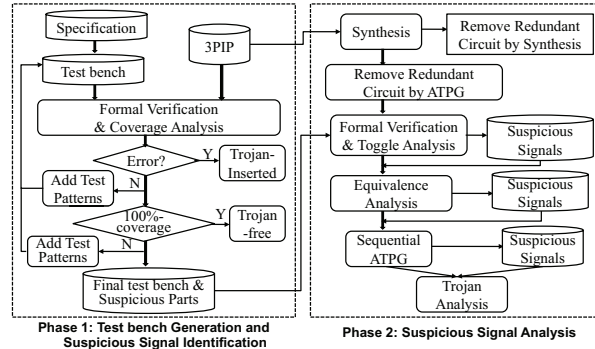 Specification
3PIP
Test bench
Formal Verification
& Coverage Analysis
Error?
Y
Trojan-
Inserted
N
Add Test
Patterns
100%-
coverage
Y
Trojan
-free
N
Add Test
Patterns
Final test bench &
Suspicious Parts
Phase 1: Test bench Generation and
Suspicious Signal Identification
Synthesis
Remove Redundant
Circuit by Synthesis
Remove Redundant
Circuit by ATPG
Formal Verification
& Toggle Analysis
Suspicious
Signals
Equivalence
Analysis
Suspicious
Signals
Sequential
ATPG
Suspicious
Signals
Trojan
Analysis
Phase 2: Suspicious Signal Analysis